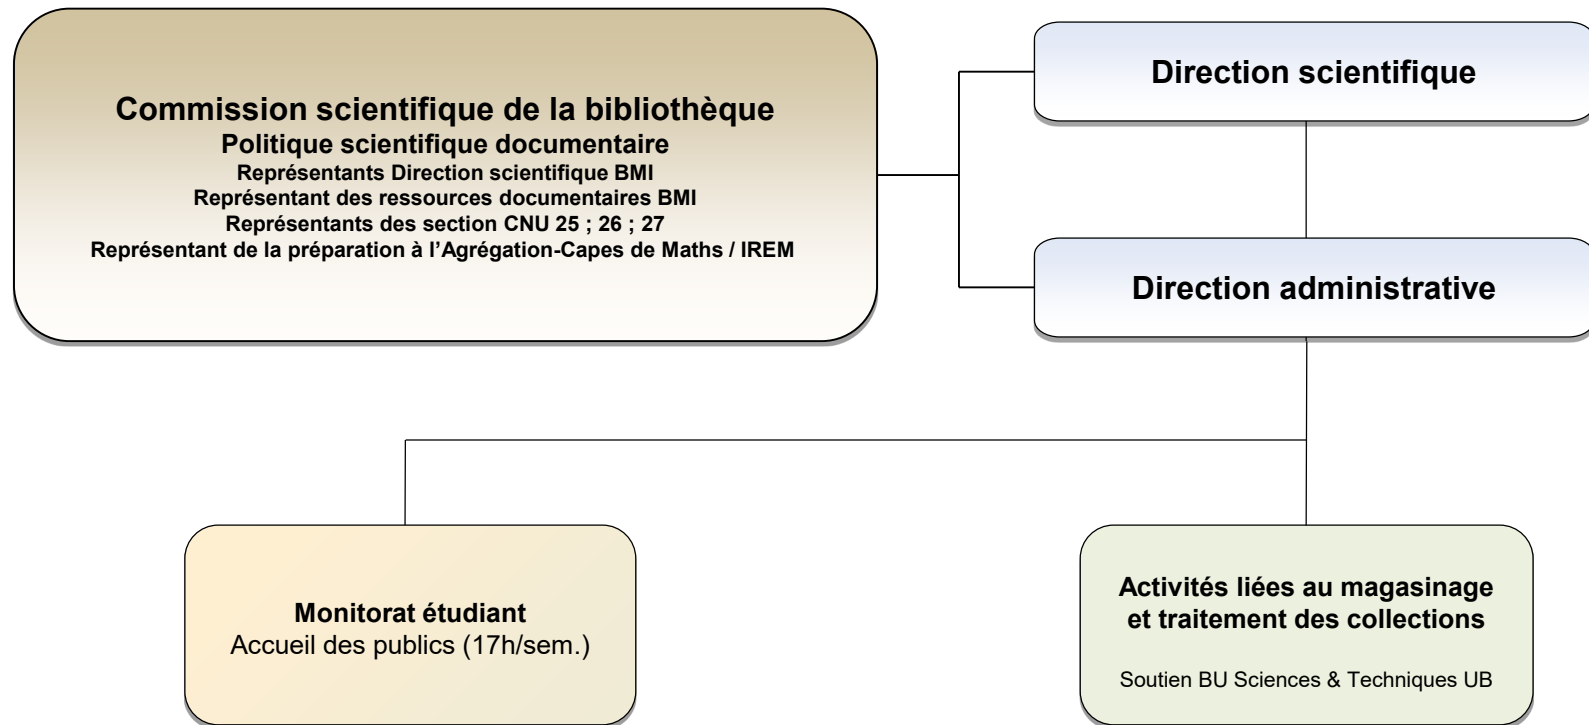 Commission scientifique de la bibliothèque
Politique scientifique documentaire
Représentants Direction scientifique BMI
Représentant des ressources documentaires BMI
Représentants des section CNU 25 ; 26 ; 27
Représentant de la préparation à l’Agrégation-Capes de Maths / IREM
Direction scientifique
Direction administrative
Monitorat étudiant
Accueil des publics (17h/sem.)
Activités liées au magasinage
et traitement des collections
Soutien BU Sciences & Techniques UB